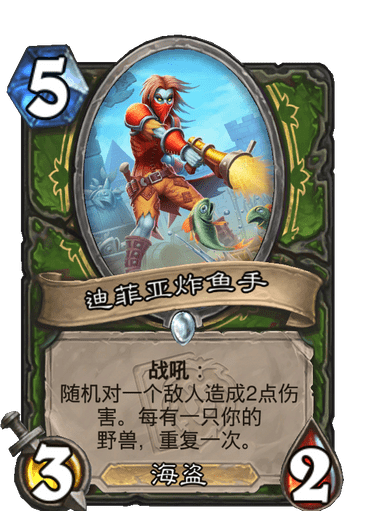 5
迪菲亚炸鱼手
战吼：
随机对一个敌人造成2点伤
害。每有一只你的
野兽，重复一次。
3
海盗
2